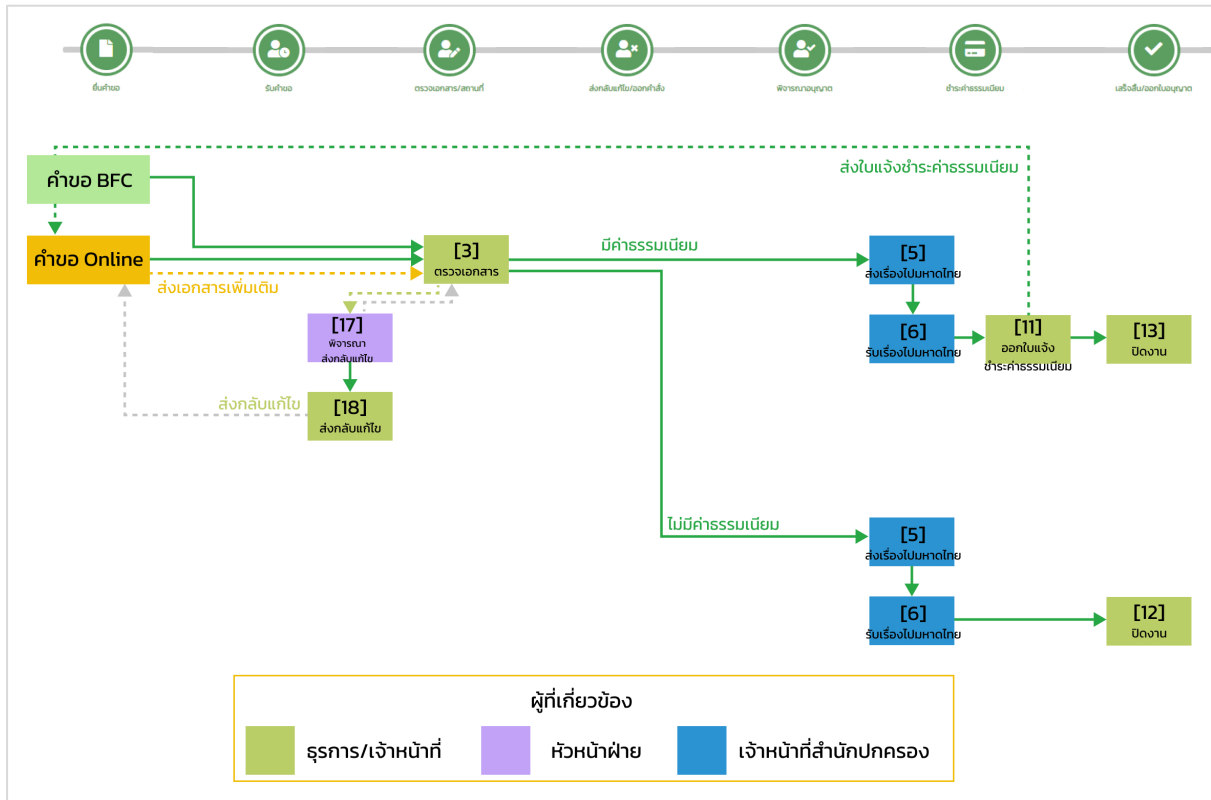 ยื่นคำขอ
รับคำขอ
ตรวจเอกสาร/สถานที่
ส่งกลับแก้ไข/ออกคำสั่ง
พิจารณาอนุญาต
ชำระค่าธรรมเนียม
เสร็จสิ้น/ออกใบอนุญาต
ส่งใบแจ้งชำระค่าธรรมเนียม
คำขอ BFC
คำขอ Online
ส่งเอกสารเพิ่มเติม
[3]
ตรวจเอกสาร
มีค่าธรรมเนียม
[5]
ส่งเรื่องไปมหาดไทย
[17]
พิจารณา
ส่งกลับแก้ไข
[6]
รับเรื่องไปมหาดไทย
[11]
ออกใบแจ้ง
ชำระค่าธรรมเนียม
[13]
ปิดงาน
ส่งกลับแก้ไข
[18]
ส่งกลับแก้ไข
ไม่มีค่าธรรมเนียม
[5]
ส่งเรื่องไปมหาดไทย
[6]
รับเรื่องไปมหาดไทย
[12]
ปิดงาน
ผู้ที่เกี่ยวข้อง
ธุรการ/เจ้าหน้าที่
หัวหน้าฝ่าย
เจ้าหน้าที่สำนักปกครอง